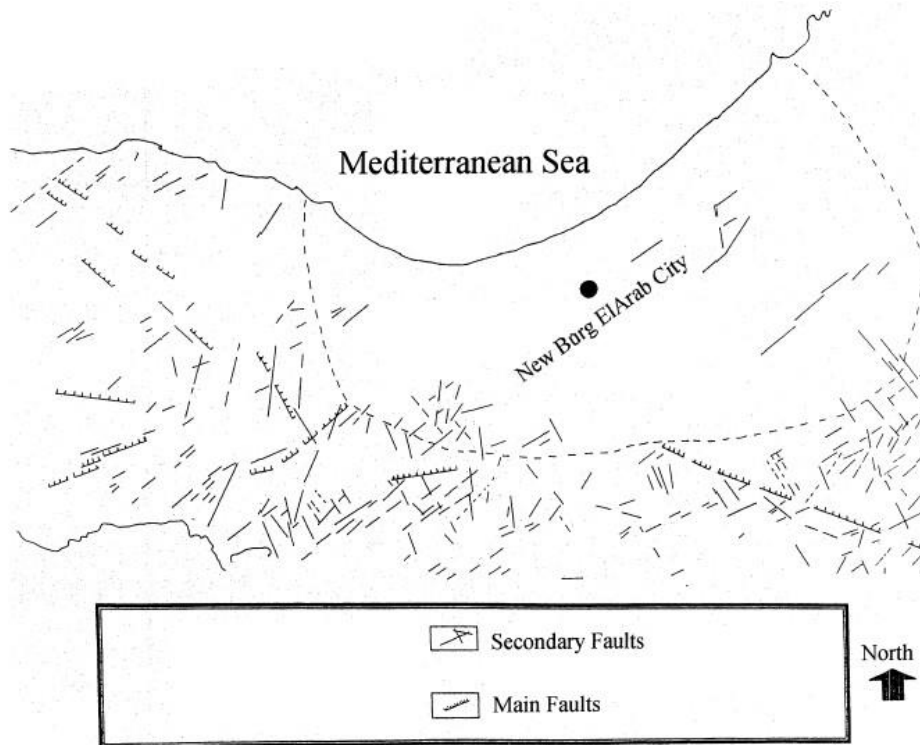 Mediterranean Sea
New Borg ElArab City
Secondary Faults
North
Main Faults